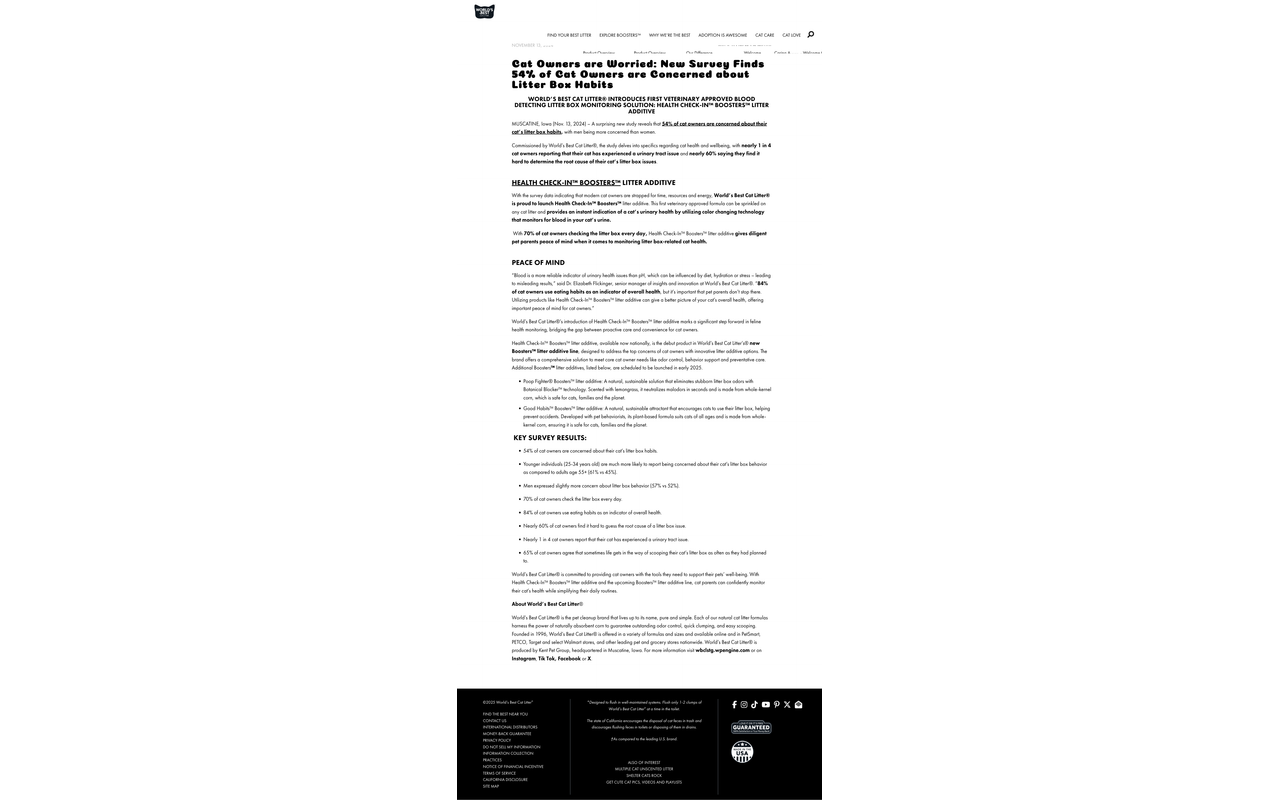 WORLD'S BEST
FIND YOUR BEST LITTER EXPLORE BOOSTERS™ WHY WE'RE THE BEST ADOPTION IS AWESOME CAT CARE CAT LOVE
NOVEMBER 13,
Product Overview Product Overview Our Difference Welcome
Cat Owners are Worried: New Survey Finds
54% of Cat Owners are Concerned about
Litter Box Habits
WORLD'S BEST CAT LITTER® INTRODUCES FIRST VETERINARY APPROVED BLOOD
DETECTING LITTER BOX MONITORING SOLUTION: HEALTH CHECK-IN™ BOOSTERS™ LITTER
ADDITIVE
MUSCATINE, Iowa (Nov. 13, 2024) – A surprising new study reveals that 54% of cat owners are concerned about their
cat's litter box habits, with men being more concerned than women.
Commissioned by World's Best Cat Litter®, the study delves into specifics regarding cat health and wellbeing, with nearly 1 in 4
cat owners reporting that their cat has experienced a urinary tract issue and nearly 60% saying they find it
hard to determine the root cause of their cat's litter box issues.
HEALTH CHECK-IN™ BOOSTERS™ LITTER ADDITIVE
With the survey data indicating that modern cat owners are strapped for time, resources and energy, World's Best Cat Litter®
is proud to launch Health Check-In™ Boosters™ litter additive. This first veterinary approved formula can be sprinkled on
any cat litter and provides an instant indication of a cat's urinary health by utilizing color changing technology
that monitors for blood in your cat's urine.
With 70% of cat owners checking the litter box every day, Health Check-In™ Boosters™ litter additive gives diligent
pet parents peace of mind when it comes to monitoring litter box-related cat health.
PEACE OF MIND
"Blood is a more reliable indicator of urinary health issues than pH, which can be influenced by diet, hydration or stress – leading
to misleading results," said Dr. Elizabeth Flickinger, senior manager of insights and innovation at World's Best Cat Litter®. "84%
of cat owners use eating habits as an indicator of overall health, but it's important that pet parents don't stop there.
Utilizing products like Health Check-In™ Boosters™ litter additive can give a better picture of your cat's overall health, offering
important peace of mind for cat owners."
World's Best Cat Litter®'s introduction of Health Check-In™ Boosters™ litter additive marks a significant step forward in feline
health monitoring, bridging the gap between proactive care and convenience for cat owners.
Health Check-In™ Boosters™ litter additive, available now nationally, is the debut product in World's Best Cat Litter's® new
Boosters™ litter additive line, designed to address the top concerns of cat owners with innovative litter additive options. The
brand offers a comprehensive solution to meet core cat owner needs like odor control, behavior support and preventative care.
Additional Boosters™ litter additives, listed below, are scheduled to be launched in early 2025.
• Poop Fighter® Boosters™ litter additive: A natural, sustainable solution that eliminates stubborn litter box odors with
Botanical Blocker™ technology. Scented with lemongrass, it neutralizes malodors in seconds and is made from whole-kernel
corn, which is safe for cats, families and the planet.
• Good Habits™ Boosters™ litter additive: A natural, sustainable attractant that encourages cats to use their litter box, helping
prevent accidents. Developed with pet behaviorists, its plant-based formula suits cats of all ages and is made from whole-
kernel corn, ensuring it is safe for cats, families and the planet.
KEY SURVEY RESULTS:
• 54% of cat owners are concerned about their cat's litter box habits.
• Younger individuals (25-34 years old) are much more likely to report being concerned about their cat's litter box behavior
as compared to adults age 55+ (61% vs 45%).
• Men expressed slightly more concern about litter box behavior (57% vs 52%).
• 70% of cat owners check the litter box every day.
• 84% of cat owners use eating habits as an indicator of overall health.
• Nearly 60% of cat owners find it hard to guess the root cause of a litter box issue.
• Nearly 1 in 4 cat owners report that their cat has experienced a urinary tract issue.
• 65% of cat owners agree that sometimes life gets in the way of scooping their cat's litter box as often as they had planned
to.
World's Best Cat Litter® is committed to providing cat owners with the tools they need to support their pets' well-being. With
Health Check-In™ Boosters™ litter additive and the upcoming Boosters™ litter additive line, cat parents can confidently monitor
their cat's health while simplifying their daily routines.
About World's Best Cat Litter®
World's Best Cat Litter® is the pet cleanup brand that lives up to its name, pure and simple. Each of our natural cat litter formulas
harness the power of naturally absorbent corn to guarantee outstanding odor control, quick clumping, and easy scooping.
Founded in 1996, World's Best Cat Litter® is offered in a variety of formulas and sizes and available online and in PetSmart,
PETCO, Target and select Walmart stores, and other leading pet and grocery stores nationwide. World's Best Cat Litter® is
produced by Kent Pet Group, headquartered in Muscatine, Iowa. For more information visit wbclstg.wpengine.com or on
Instagram, Tik Tok, Facebook or X.
©2025 World's Best Cat Litter®
FIND THE BEST NEAR YOU
CONTACT US
INTERNATIONAL DISTRIBUTORS
MONEY BACK GUARANTEE
PRIVACY POLICY
DO NOT SELL MY INFORMATION
INFORMATION COLLECTION
PRACTICES
NOTICE OF FINANCIAL INCENTIVE
TERMS OF SERVICE
CALIFORNIA DISCLOSURE
SITE MAP
*Designed to flush in well-maintained systems. Flush only 1-2 clumps of
World's Best Cat Litter® at a time in the toilet.
The state of California encourages the disposal of cat feces in trash and
discourages flushing feces in toilets or disposing of them in drains.
‡As compared to the leading U.S. brand.
ALSO OF INTEREST
MULTIPLE CAT UNSCENTED LITTER
SHELTER CATS ROCK
GET CUTE CAT PICS, VIDEOS AND PLAYLISTS
GUARANTEED
MADE IN THE
USA